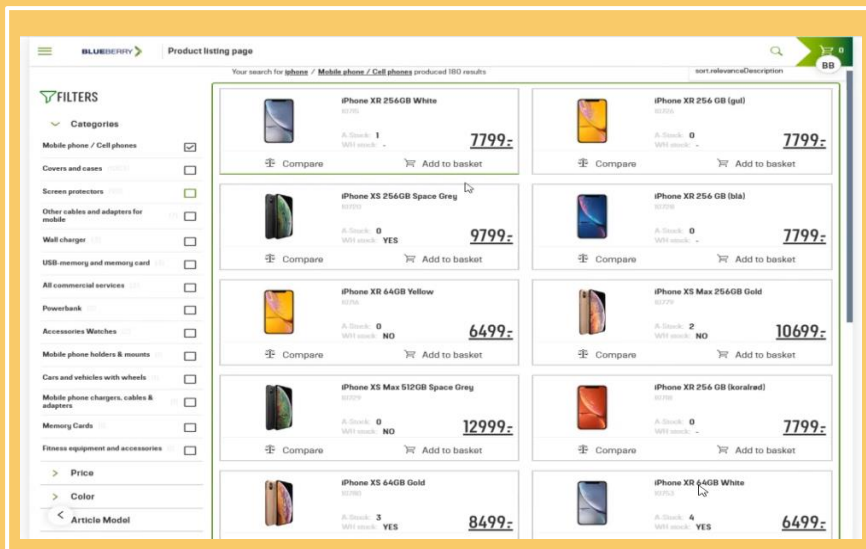 BLUEBERRY
Product listing page
0
BB
Your search for iphone / Mobile phone / Cell phones produced 180 results
sort.relevanceDescription
FILTERS
Categories
Mobile phone / Cell phones
Covers and cases
Screen protectors
Other cables and adapters for
mobile
Wall charger
USB-memory and memory card
All commercial services
Powerbank
Accessories Watches
Mobile phone holders & mounts
Cars and vehicles with wheels
Mobile phone chargers, cables &
adapters
Memory Cards
Fitness equipment and accessories
Price
Color
Article Model
iPhone XR 256GB White
A-Stock: 1
WH stock: -
7799:-
Compare
Add to basket
iPhone XR 256 GB (gul)
A-Stock: 0
WH stock: -
7799:-
Compare
Add to basket
iPhone XS 256GB Space Grey
A-Stock: 0
WH stock: YES
9799:-
Compare
Add to basket
iPhone XR 256 GB (blå)
A-Stock: 0
WH stock: -
7799:-
Compare
Add to basket
iPhone XR 64GB Yellow
A-Stock: 0
WH stock: NO
6499:-
Compare
Add to basket
iPhone XS Max 256GB Gold
A-Stock: 2
WH stock: NO
10699:-
Compare
Add to basket
iPhone XS Max 512GB Space Grey
A-Stock: 0
WH stock: NO
12999:-
Compare
Add to basket
iPhone XR 256 GB (koralrød)
A-Stock: 0
WH stock: -
7799:-
Compare
Add to basket
iPhone XS 64GB Gold
A-Stock: 3
WH stock: YES
8499:-
iPhone XR 64GB White
A-Stock: 4
WH stock: YES
6499:-